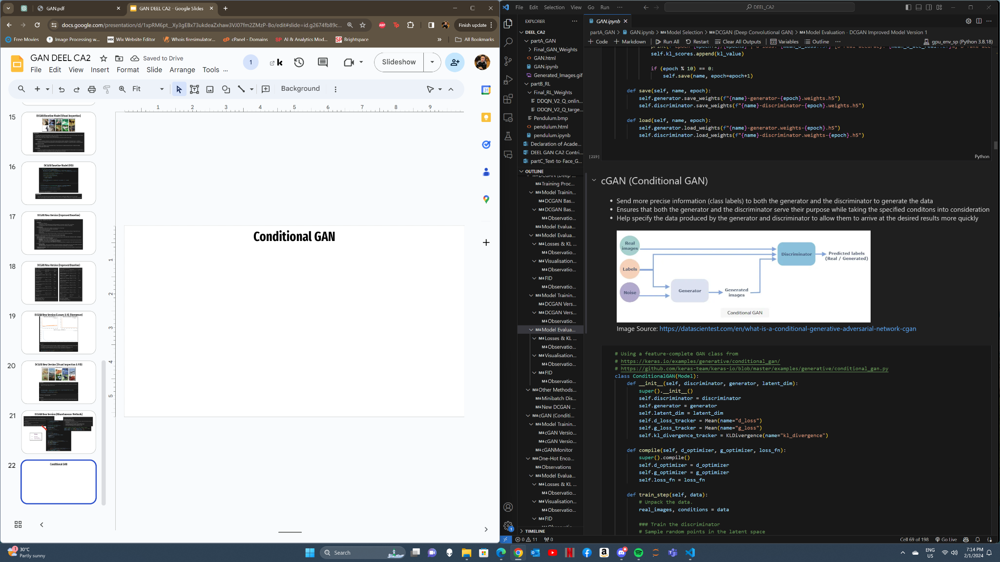 GAN.pdf
GAN DEEL CA2 - Google Slides
docs.google.com/presentation/d/1xpRM6pt__Xy3gEBx73ukdeaZxhaw3VJ07fm2ZMzP-Bo/edit#slide=id.g2674fb89c...
Finish update
Free Movies
Image Processing w...
Wix Website Editor
Whois firesimulator...
cPanel - Domains
AI & Analytics Mod...
Brightspace
All Bookmarks
GAN DEEL CA2
Saved to Drive
File Edit View Insert Format Slide Arrange Tools ...
1
k
Slideshow
Fit
Background
1 2 3 4 5 6 7 8 9
15
DCGAN Baseline Model (Visual Inspection)
16
DCGAN Baseline Model (FID)
17
DCGAN New Version (Improved Baseline)
18
DCGAN New Version (Improved Baseline)
19
DCGAN New Version (Losses & KL Divergence)
20
DCGAN New Version (Visual Inspection & FID)
21
DCGAN New Version (Miscellaneous Methods)
22
Conditional GAN
Conditional GAN
1
2
3
4
5
File Edit Selection View Go Run ...
DEEL_CA2
EXPLORER
DEEL_CA2
partA_GAN
Final_GAN_Weights
GAN.html
GAN.ipynb
Generated_Images.gif
partB_RL
Final_RL_Weights
DDQN_V2_Q_onlin...
DDQN_V2_Q_targe...
Pendulum.bmp
pendulum.html
pendulum.ipynb
Declaration of Acade...
DEEL GAN CA2 Contri...
partC_Text-to-Face_G...
OUTLINE
DCGAN (Deep ...
Training Proc...
Model Trainin...
DCGAN Bas...
DCGAN Bas...
Observatio...
Model Evalua...
Model Evalua...
Losses & KL ...
Observatio...
Visualisation...
Observatio...
FID
Observatio...
Model Trainin...
DCGAN Vers...
DCGAN Vers...
Observatio...
Model Evalua...
Losses & KL ...
Observatio...
Visualisation...
Observatio...
FID
Observatio...
Other Methods...
Minibatch Dis...
New DCGAN ...
cGAN (Conditi...
Model Trainin...
cGAN Versio...
cGAN Versio...
cGANMonitor
One-Hot Enco...
Observations
Model Evalua...
Losses & KL ...
Observatio...
Visualisation...
Observatio...
FID
TIMELINE
GAN.ipynb
partA_GAN > GAN.ipynb > Model Selection > DCGAN (Deep Convolutional GAN) > Model Evaluation - DCGAN Improved Model Version 1
+ Code + Markdown Run All Restart Clear All Outputs Variables Outline ... gpu_env_sp (Python 3.8.18)
self.kl_scores.append(kl_value)
if (epoch % 10) == 0:
self.save(name, epoch=epoch+1)
def save(self, name, epoch):
self.generator.save_weights(f"{name}-generator-{epoch}.weights.h5")
self.discriminator.save_weights(f"{name}-discriminator-{epoch}.weights.h5")
def load(self, name, epoch):
self.generator.load_weights(f"{name}-generator.weights-{epoch}.h5")
self.discriminator.load_weights(f"{name}-discriminator.weights-{epoch}.h5")
[219]
Python
cGAN (Conditional GAN)
• Send more precise information (class labels) to both the generator and the discriminator to generate the data
• Ensures that both the generator and the discriminator serve their purpose while taking the specified conditons into consideration
• Help specify the data produced by the generator and discriminator to allow them to arrive at the desired results more quickly
Real images
Labels
Noise
Generator
Generated images
Discriminator
Predicted labels (Real / Generated)
Conditional GAN
Image Source: https://datascientest.com/en/what-is-a-conditional-generative-adversarial-network-cgan
# Using a feature-complete GAN class from
# https://keras.io/examples/generative/conditional_gan/
# https://github.com/keras-team/keras-io/blob/master/examples/generative/conditional_gan.py
class ConditionalGAN(Model):
def __init__(self, discriminator, generator, latent_dim):
super().__init__()
self.discriminator = discriminator
self.generator = generator
self.latent_dim = latent_dim
self.d_loss_tracker = Mean(name="d_loss")
self.g_loss_tracker = Mean(name="g_loss")
self.kl_divergence_tracker = KLDivergence(name="kl_divergence")
def compile(self, d_optimizer, g_optimizer, loss_fn):
super().compile()
self.d_optimizer = d_optimizer
self.g_optimizer = g_optimizer
self.loss_fn = loss_fn
def train_step(self, data):
# Unpack the data.
real_images, conditions = data
### Train the discriminator
# Sample random points in the latent space
0 11 0
Cell 69 of 198 Go Live
30°C
Partly sunny
Search
ENG
US
7:14 PM
2/1/2024